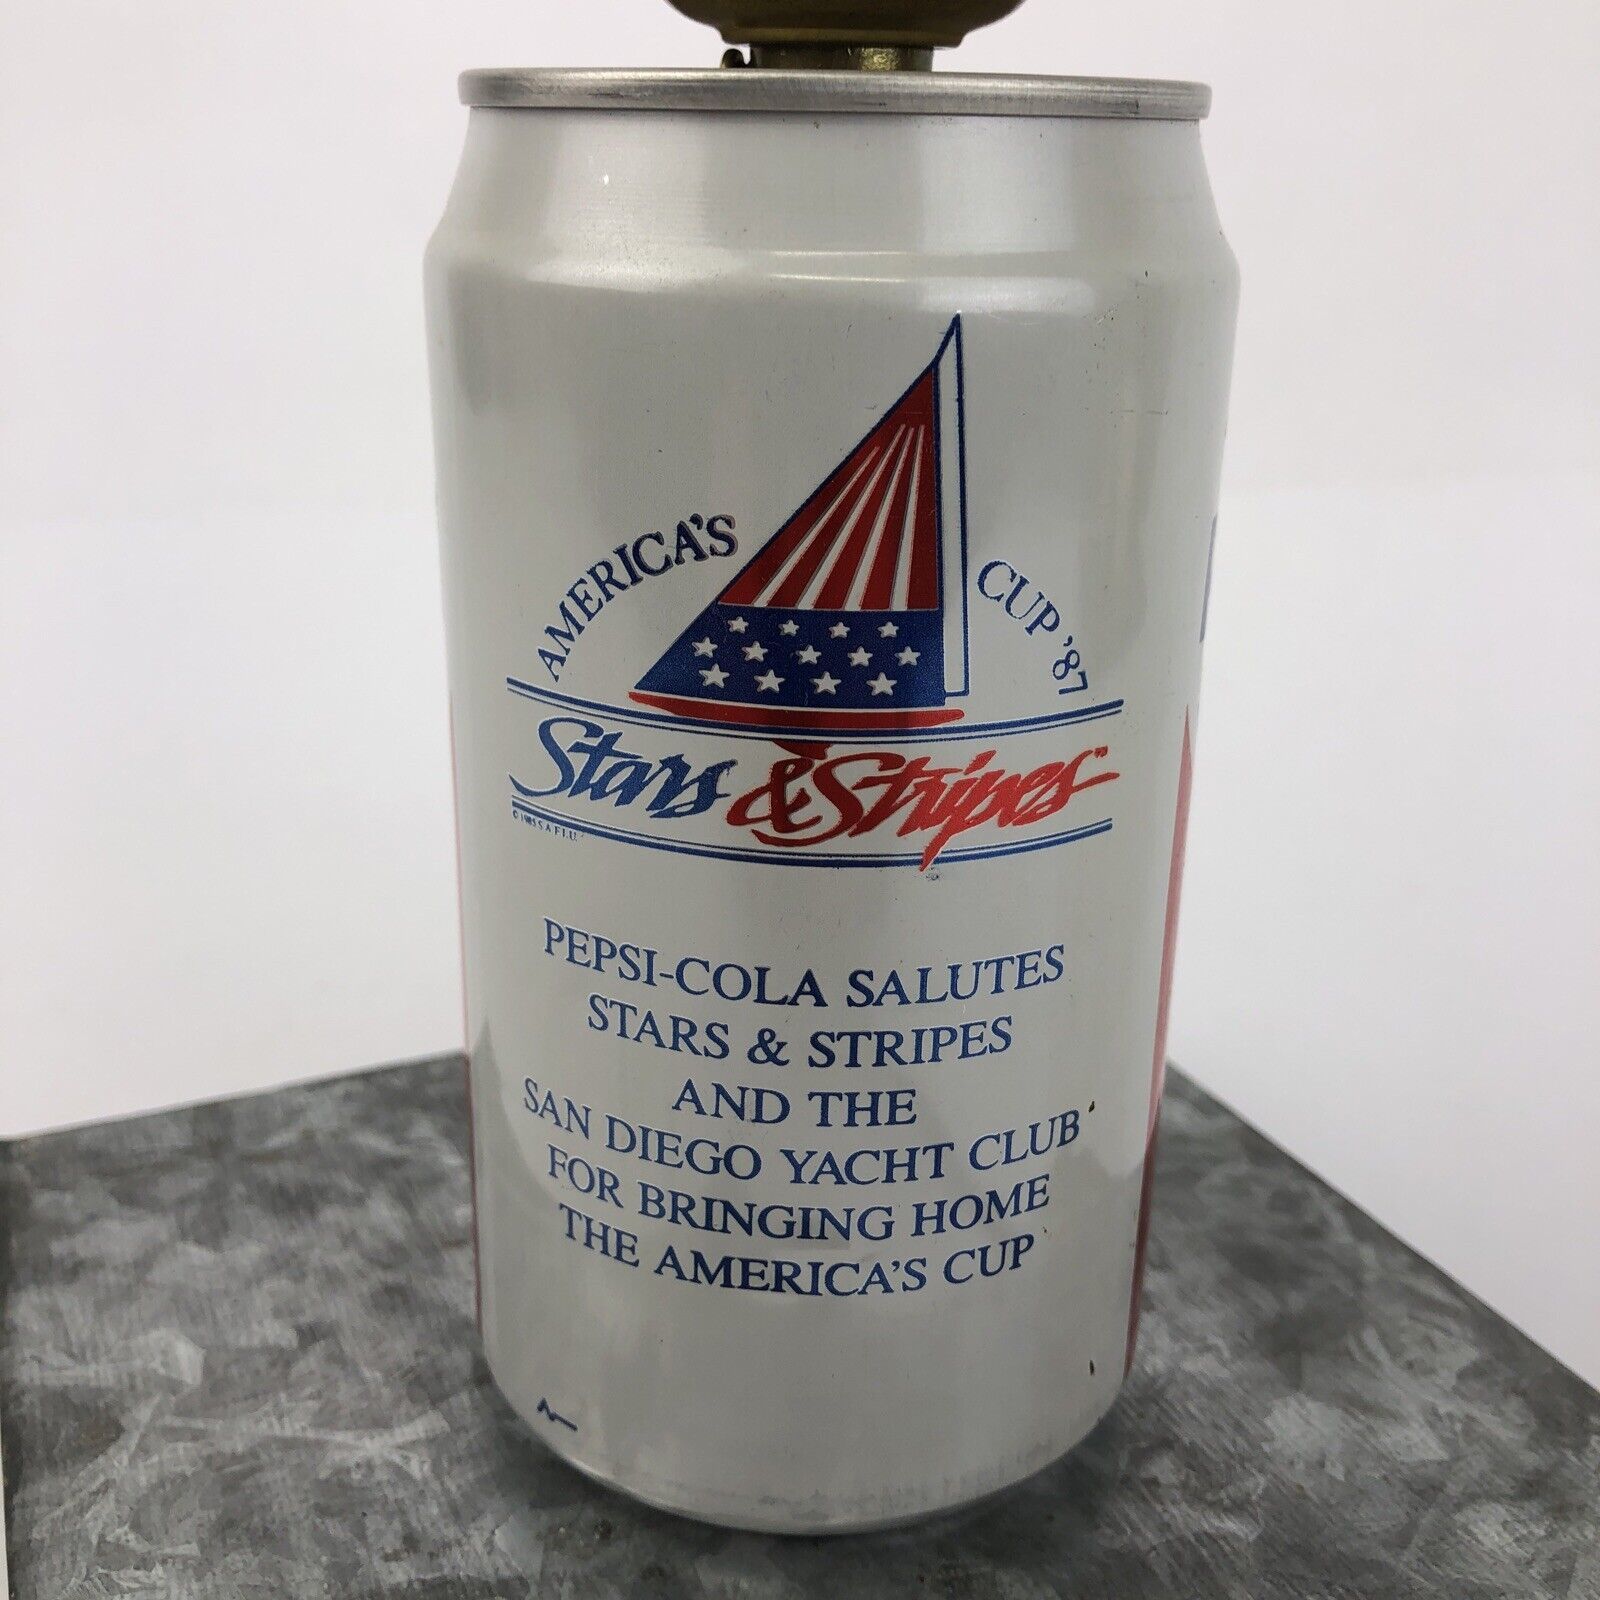 AMERICA'S CUP '87
Stars & Stripes™
PEPSI-COLA SALUTES
STARS & STRIPES
AND THE
SAN DIEGO YACHT CLUB
FOR BRINGING HOME
THE AMERICA'S CUP